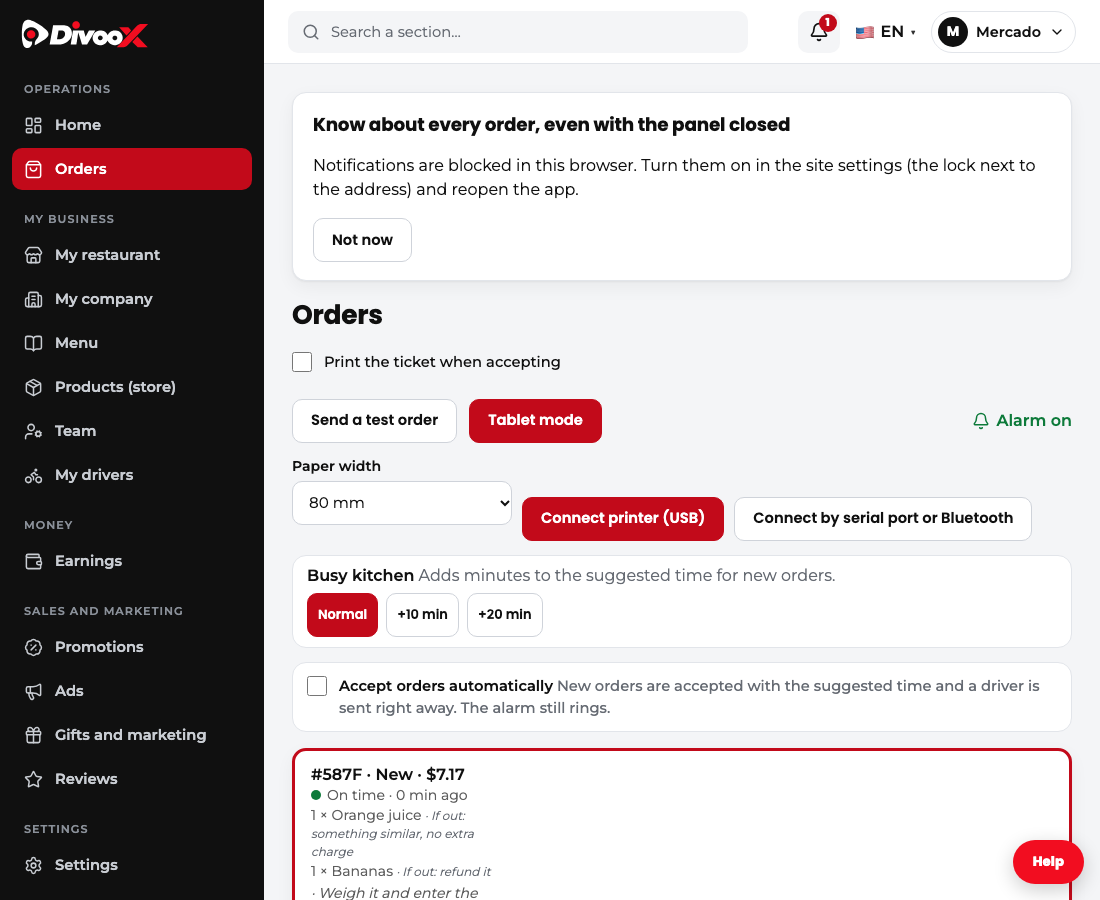 DivooX
OPERATIONS
Home
Orders
MY BUSINESS
My restaurant
My company
Menu
Products (store)
Team
My drivers
MONEY
Earnings
SALES AND MARKETING
Promotions
Ads
Gifts and marketing
Reviews
SETTINGS
Settings
Search a section...
1
EN
M
Mercado
Know about every order, even with the panel closed
Notifications are blocked in this browser. Turn them on in the site settings (the lock next to
the address) and reopen the app.
Not now
Orders
Print the ticket when accepting
Send a test order
Tablet mode
Alarm on
Paper width
80 mm
Connect printer (USB)
Connect by serial port or Bluetooth
Busy kitchen Adds minutes to the suggested time for new orders.
Normal
+10 min
+20 min
Accept orders automatically New orders are accepted with the suggested time and a driver is
sent right away. The alarm still rings.
#587F · New · $7.17
On time · 0 min ago
1 × Orange juice · If out:
something similar, no extra
charge
1 × Bananas · If out: refund it
· Weigh it and enter the
Help